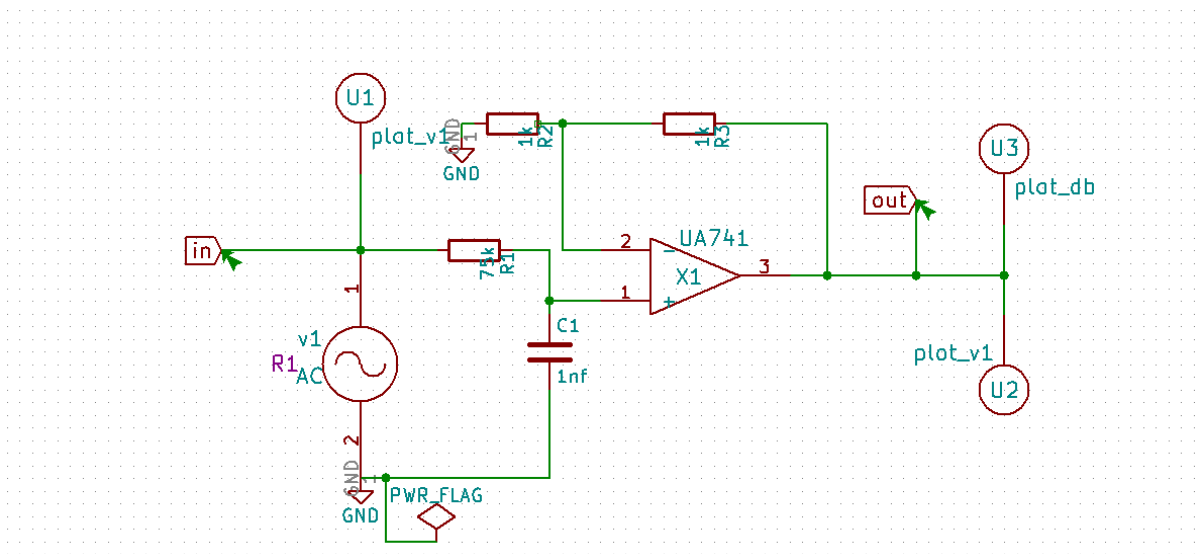 U1
plot_v1
GND
1
1k
R2
GND
1k
R3
U3
plot_db
out
in
75k
R1
2
UA741
X1
3
1
C1
1nf
1
v1
R1
AC
plot_v1
U2
2
GND
1
PWR_FLAG
GND